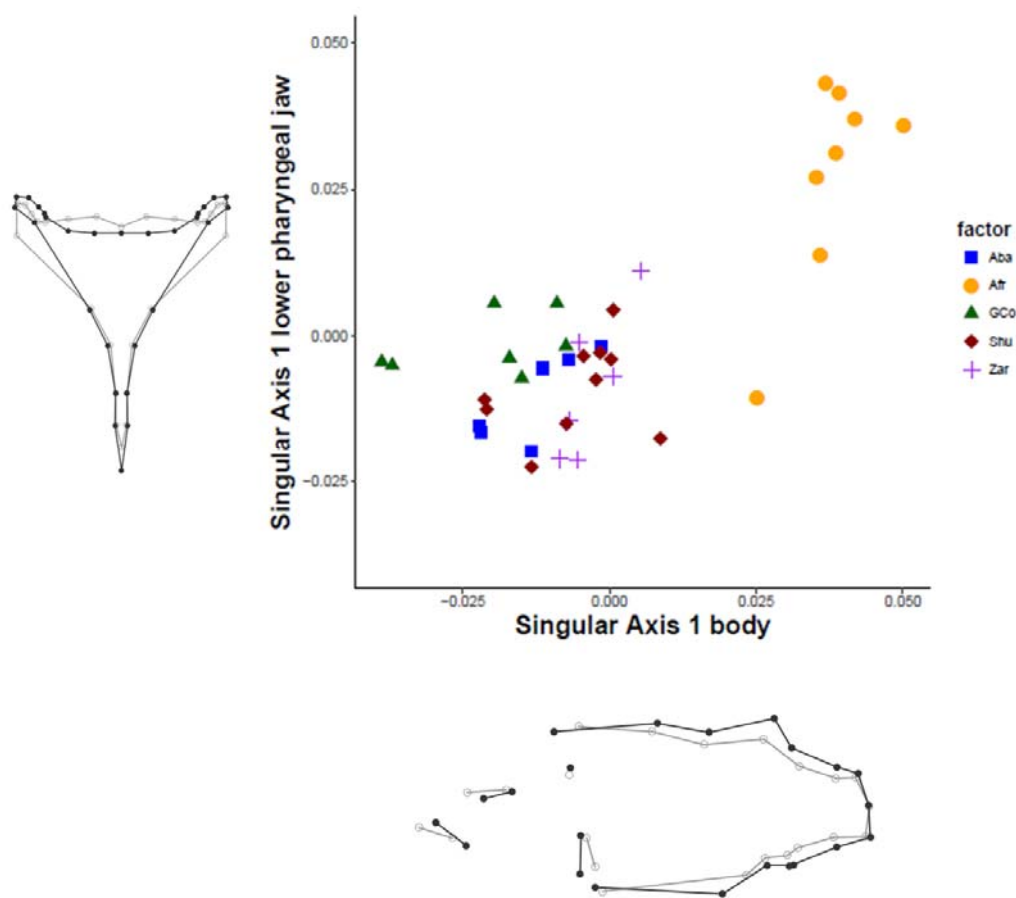 Singular Axis 1 lower pharyngeal jaw
0.050
0.025
0.000
−0.025
−0.025
0.000
0.025
0.050
Singular Axis 1 body
factor
Aba
Afr
GCo
Shu
Zar